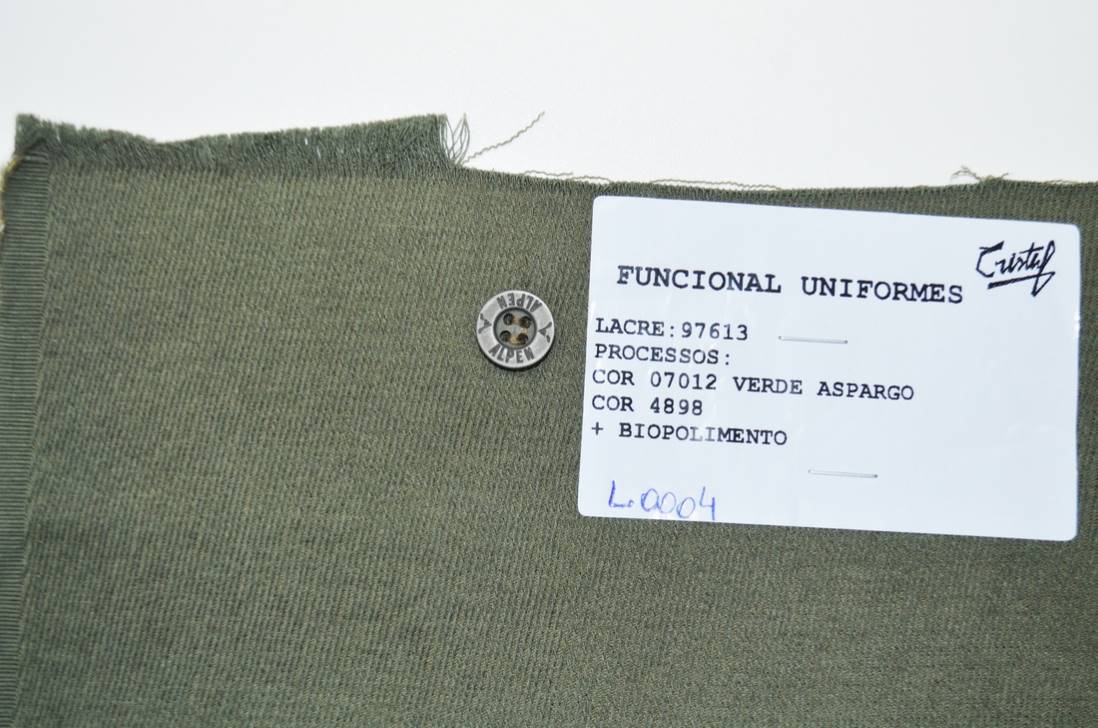 Cristal
FUNCIONAL UNIFORMES
LACRE:97613
PROCESSOS:
COR 07012 VERDE ASPARGO
COR 4898
+ BIOPOLIMENTO
L.0004
ALPEN
ALPEN